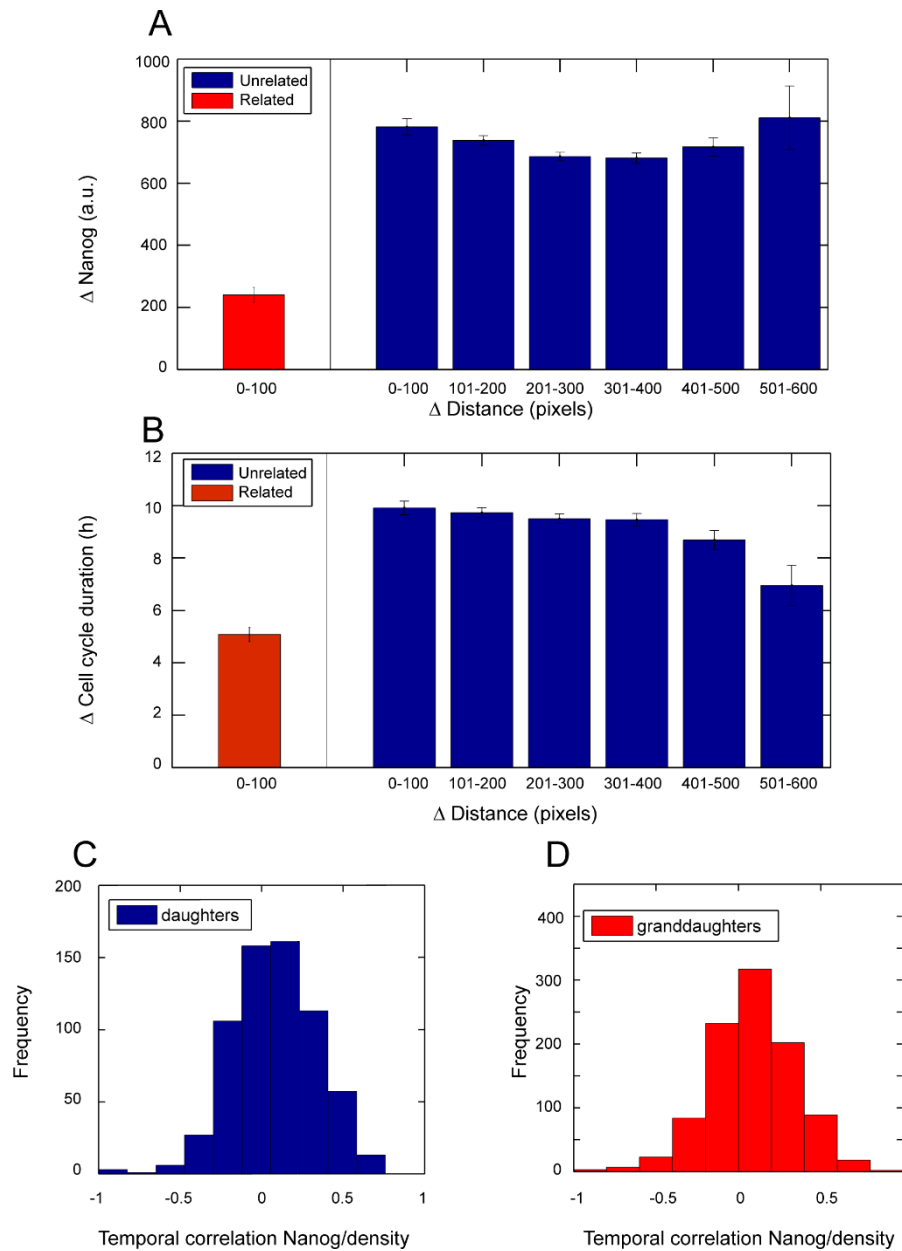 A
Δ Nanog (a.u.)
1000
800
600
400
200
0
Unrelated
Related
0-100
0-100 101-200 201-300 301-400 401-500 501-600
Δ Distance (pixels)
B
Δ Cell cycle duration (h)
12
10
8
6
4
2
0
Unrelated
Related
0-100
0-100 101-200 201-300 301-400 401-500 501-600
Δ Distance (pixels)
C
Frequency
200
150
100
50
0
daughters
-1 -0.5 0 0.5 1
Temporal correlation Nanog/density
D
Frequency
400
300
200
100
0
granddaughters
-1 -0.5 0 0.5
Temporal correlation Nanog/density